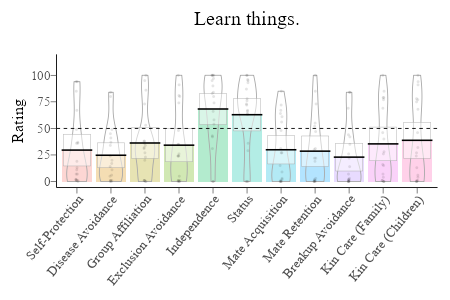 Learn things.
Rating
100
75
50
25
0
Self-Protection
Disease Avoidance
Group Affiliation
Exclusion Avoidance
Independence
Status
Mate Acquisition
Mate Retention
Breakup Avoidance
Kin Care (Family)
Kin Care (Children)